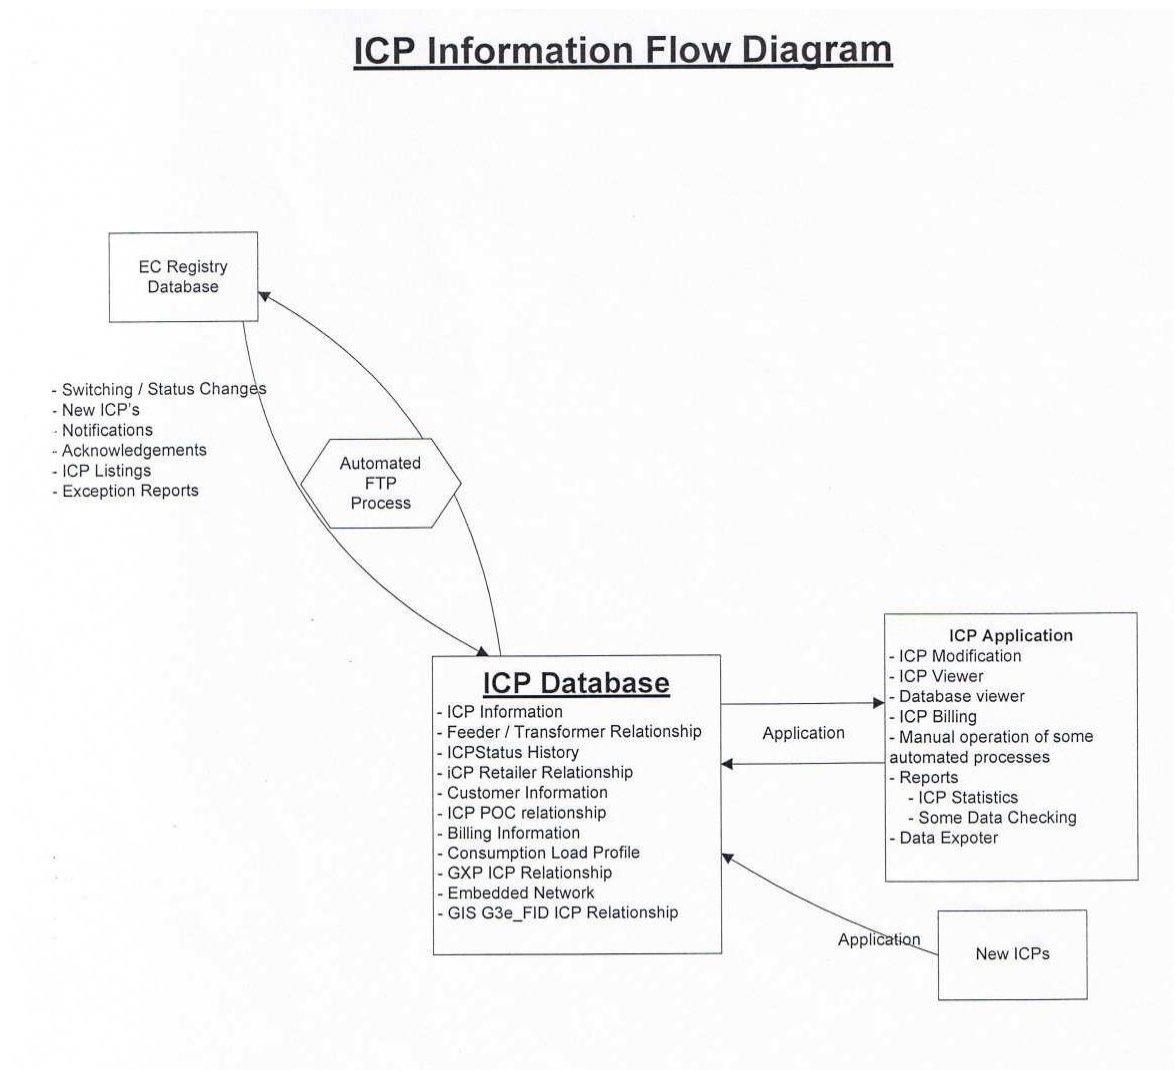 ICP Information Flow Diagram
EC Registry
Database
- Switching / Status Changes
- New ICP's
- Notifications
- Acknowledgements
- ICP Listings
- Exception Reports
Automated
FTP
Process
ICP Database
- ICP Information
- Feeder / Transformer Relationship
- ICPStatus History
- iCP Retailer Relationship
- Customer Information
- ICP POC relationship
- Billing Information
- Consumption Load Profile
- GXP ICP Relationship
- Embedded Network
- GIS G3e_FID ICP Relationship
Application
ICP Application
- ICP Modification
- ICP Viewer
- Database viewer
- ICP Billing
- Manual operation of some
automated processes
- Reports
- ICP Statistics
- Some Data Checking
- Data Expoter
Application
New ICPs